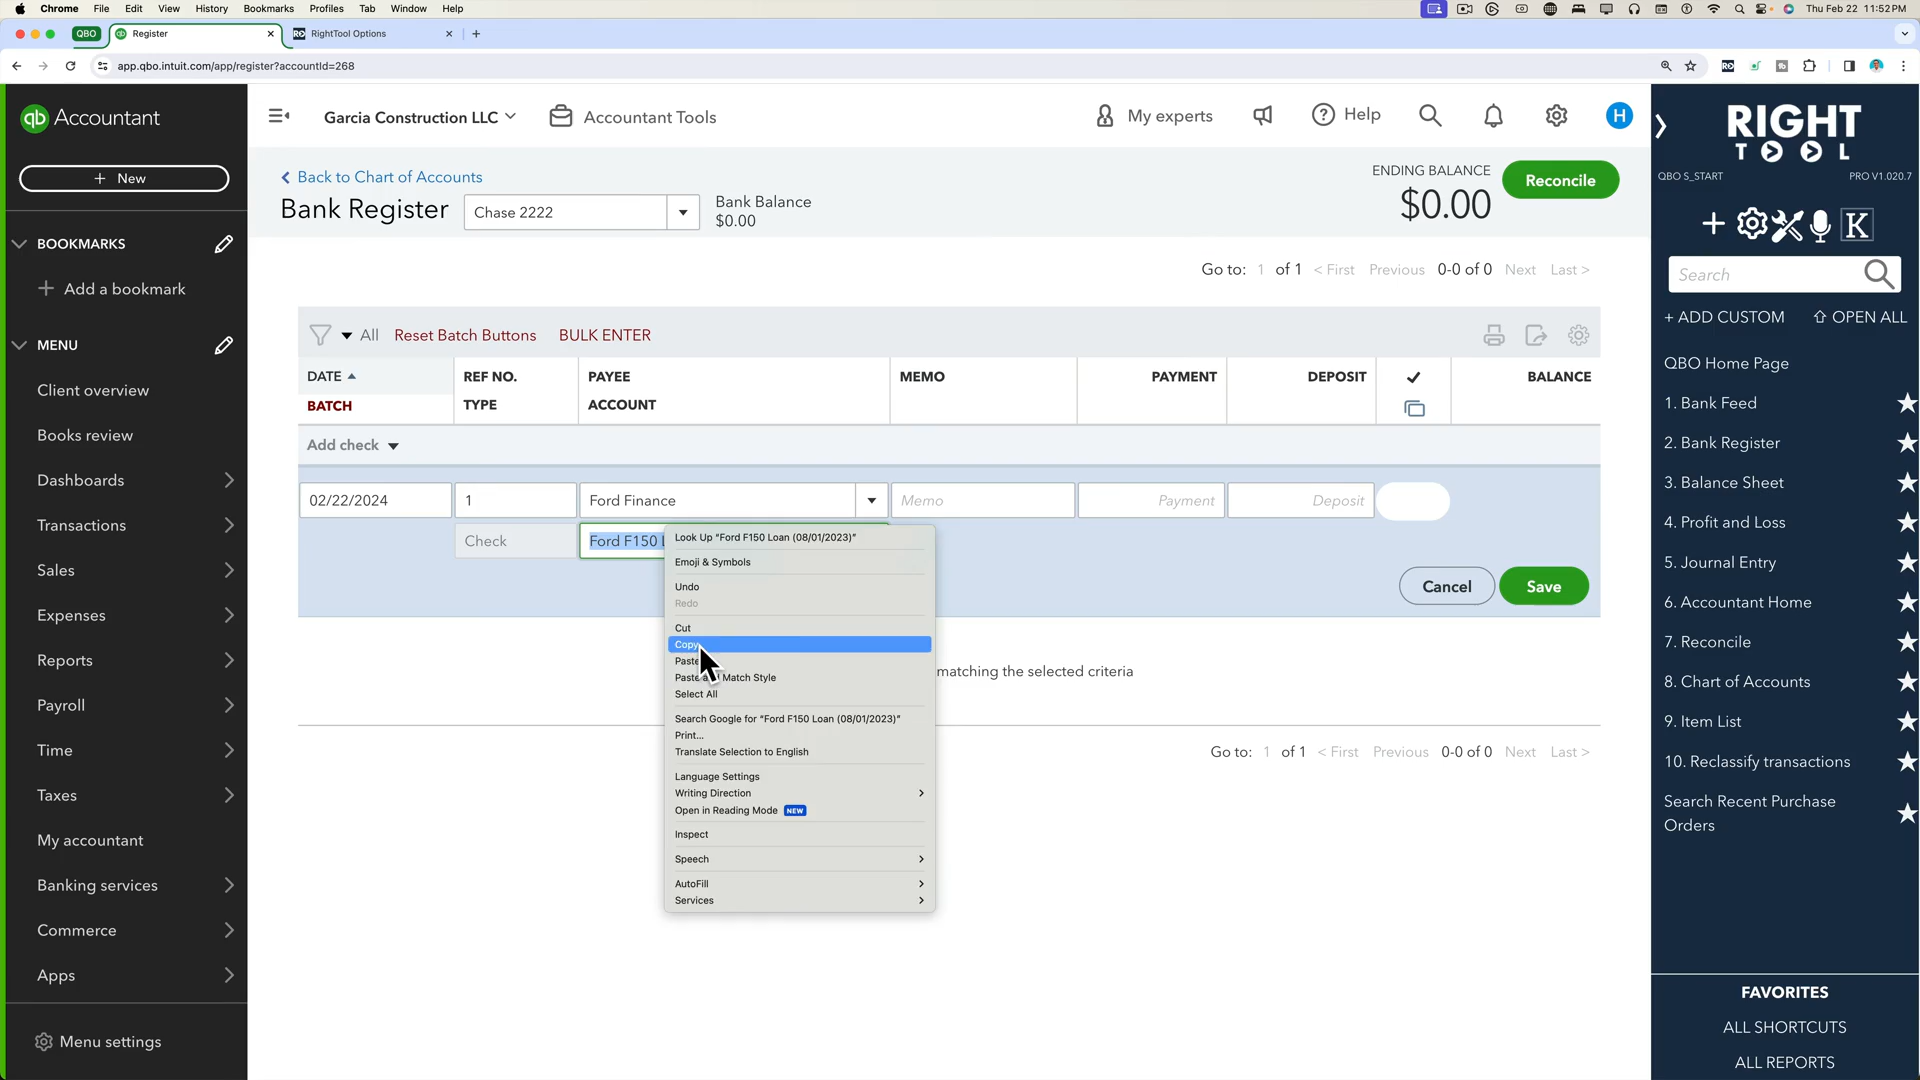 Chrome File Edit View History Bookmarks Profiles Tab Window Help Thu Feb 22 11:52 PM
QBO Register RightTool Options
app.qbo.intuit.com/app/register?accountId=268
qb Accountant
+ New
BOOKMARKS
+ Add a bookmark
MENU
Client overview
Books review
Dashboards
Transactions
Sales
Expenses
Reports
Payroll
Time
Taxes
My accountant
Banking services
Commerce
Apps
Menu settings
Garcia Construction LLC Accountant Tools My experts Help H
Back to Chart of Accounts
Bank Register Chase 2222
Bank Balance
$0.00
ENDING BALANCE
$0.00
Reconcile
Go to: 1 of 1 < First Previous 0-0 of 0 Next Last >
All Reset Batch Buttons BULK ENTER
DATE REF NO. PAYEE MEMO PAYMENT DEPOSIT BALANCE
BATCH TYPE ACCOUNT
Add check
02/22/2024 1 Ford Finance Memo Payment Deposit
Check Ford F150
Cancel Save
matching the selected criteria
Go to: 1 of 1 < First Previous 0-0 of 0 Next Last >
Look Up “Ford F150 Loan (08/01/2023)”
Emoji & Symbols
Undo
Redo
Cut
Copy
Paste
Match Style
Select All
Search Google for “Ford F150 Loan (08/01/2023)”
Print...
Translate Selection to English
Language Settings
Writing Direction
Open in Reading Mode NEW
Inspect
Speech
AutoFill
Services
RIGHT
TOOL
QBO S_START PRO V1.020.7
K
Search
+ ADD CUSTOM OPEN ALL
QBO Home Page
1. Bank Feed
2. Bank Register
3. Balance Sheet
4. Profit and Loss
5. Journal Entry
6. Accountant Home
7. Reconcile
8. Chart of Accounts
9. Item List
10. Reclassify transactions
Search Recent Purchase
Orders
FAVORITES
ALL SHORTCUTS
ALL REPORTS